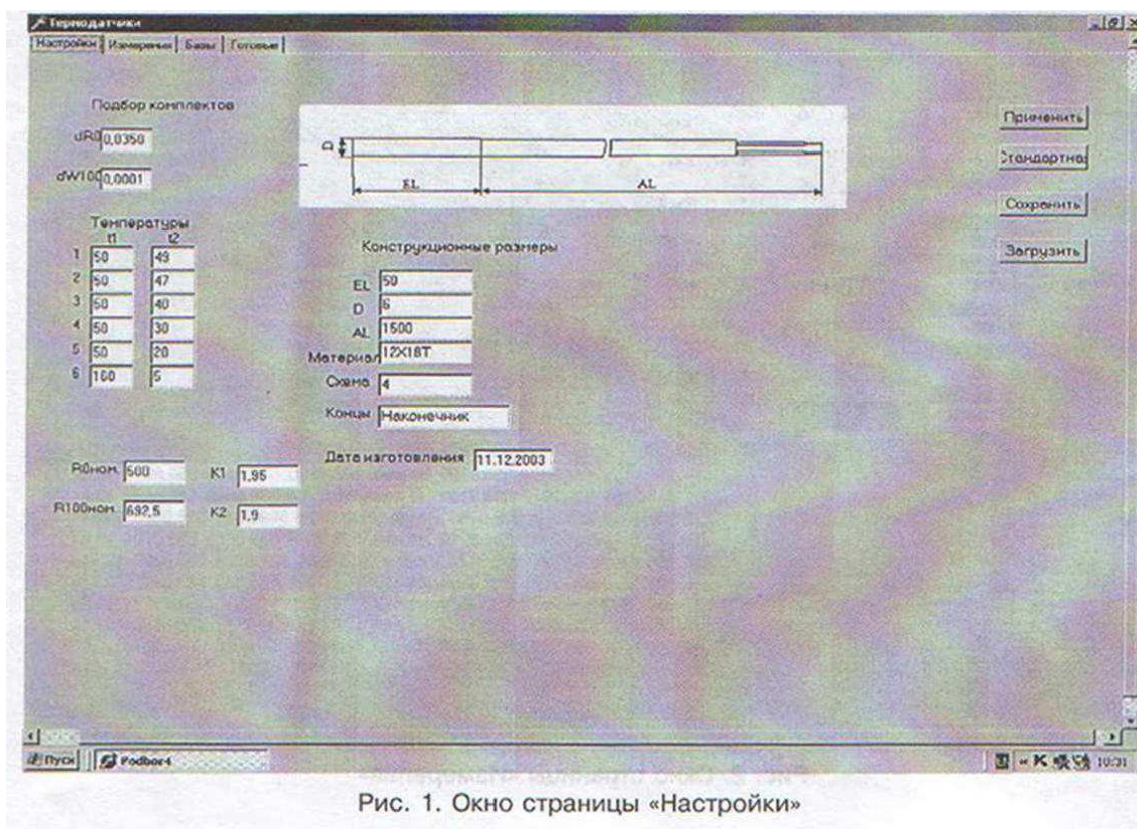 Термодатчики
Настройки Измерения Базы Готовые
Подбор комплектов
dR0 0,0350
dW100 0,0001
Температуры
t1 t2
1 50 49
2 50 47
3 50 40
4 50 30
5 50 20
6 160 5
R0ном. 500 K1 1,95
R100ном. 692,5 K2 1,9
D
EL AL
Конструкционные размеры
EL 50
D 6
AL 1500
Материал 12X18T
Схема 4
Концы Наконечник
Дата изготовления 11.12.2003
Применить
Стандартна
Сохранить
Загрузить
Пуск Podbor4 « K 10:31
Рис. 1. Окно страницы «Настройки»